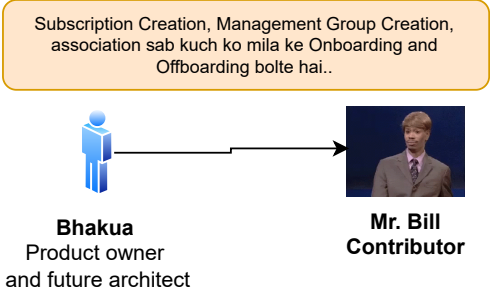 Subscription Creation, Management Group Creation,
association sab kuch ko mila ke Onboarding and
Offboarding bolte hai..
Bhakua
Product owner
and future architect
Mr. Bill
Contributor